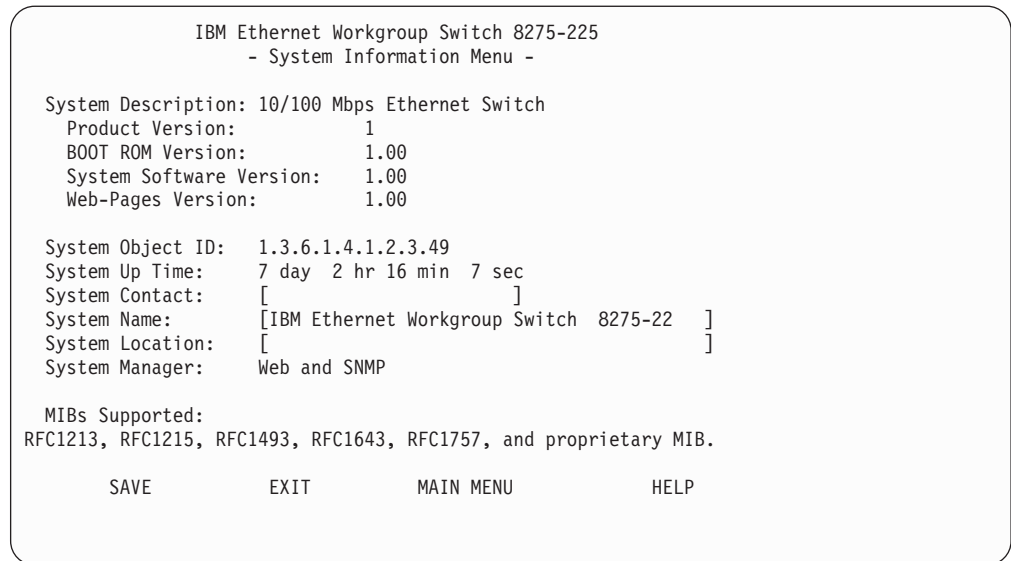 IBM Ethernet Workgroup Switch 8275-225
- System Information Menu -
System Description: 10/100 Mbps Ethernet Switch
Product Version: 1
BOOT ROM Version: 1.00
System Software Version: 1.00
Web-Pages Version: 1.00
System Object ID: 1.3.6.1.4.1.2.3.49
System Up Time: 7 day 2 hr 16 min 7 sec
System Contact: [ ]
System Name: [IBM Ethernet Workgroup Switch 8275-22 ]
System Location: [ ]
System Manager: Web and SNMP
MIBs Supported:
RFC1213, RFC1215, RFC1493, RFC1643, RFC1757, and proprietary MIB.
SAVE EXIT MAIN MENU HELP